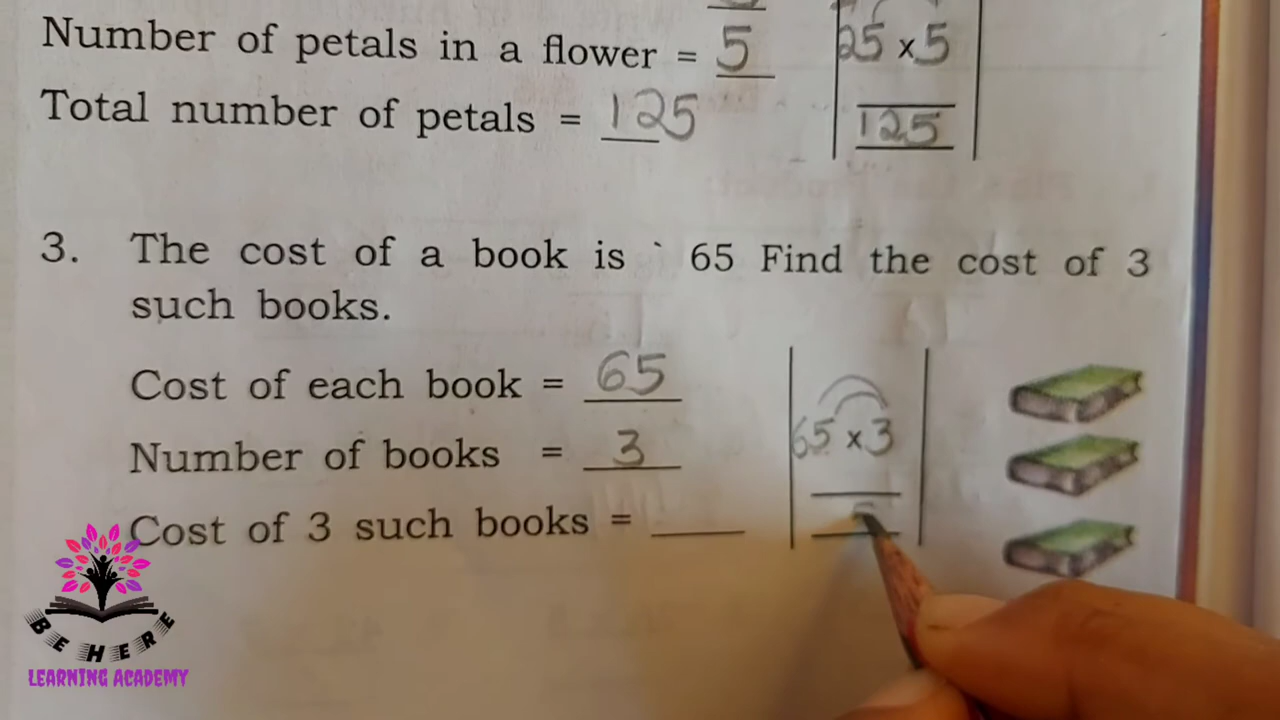 Number of petals in a flower = 5
25 x 5
Total number of petals = 125
125
3. The cost of a book is ` 65 Find the cost of 3
such books.
Cost of each book = 65
65 x 3
Number of books = 3
Cost of 3 such books =
BE HERE
LEARNING ACADEMY